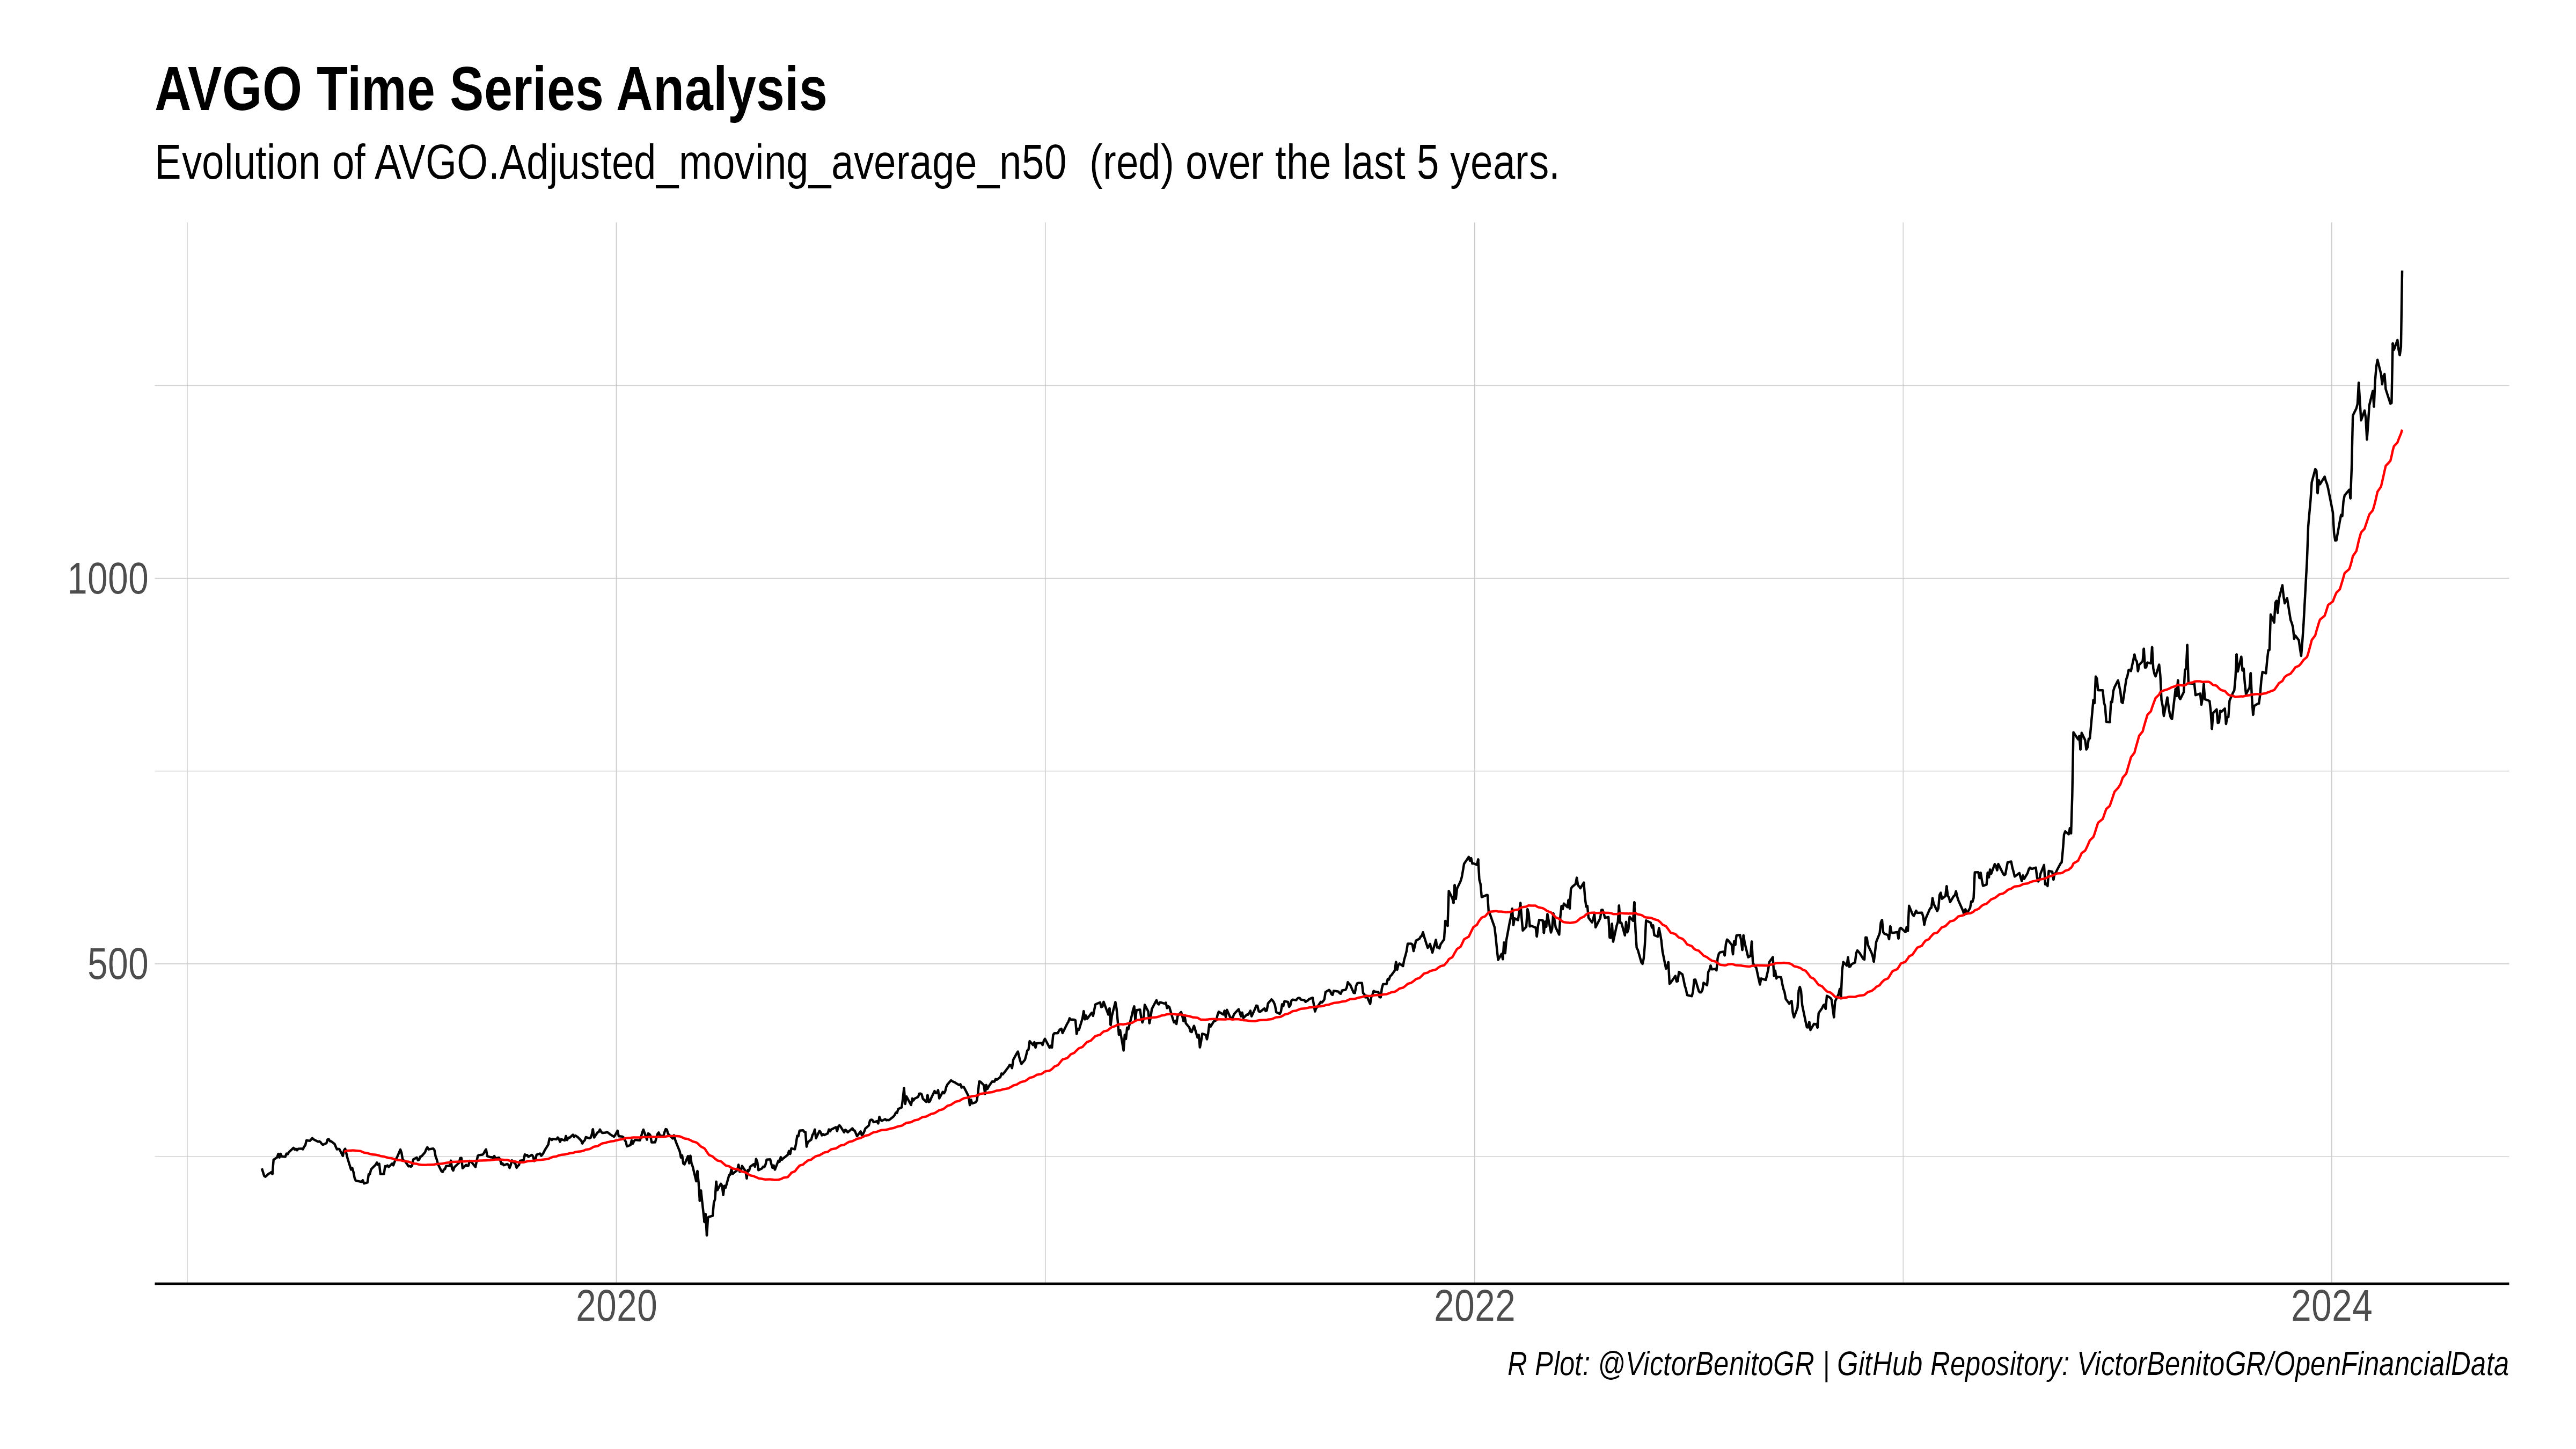 AVGO Time Series Analysis
Evolution of AVGO.Adjusted_moving_average_n50  (red) over the last 5 years.
1000
500
2020
2022
2024
R Plot: @VictorBenitoGR | GitHub Repository: VictorBenitoGR/OpenFinancialData